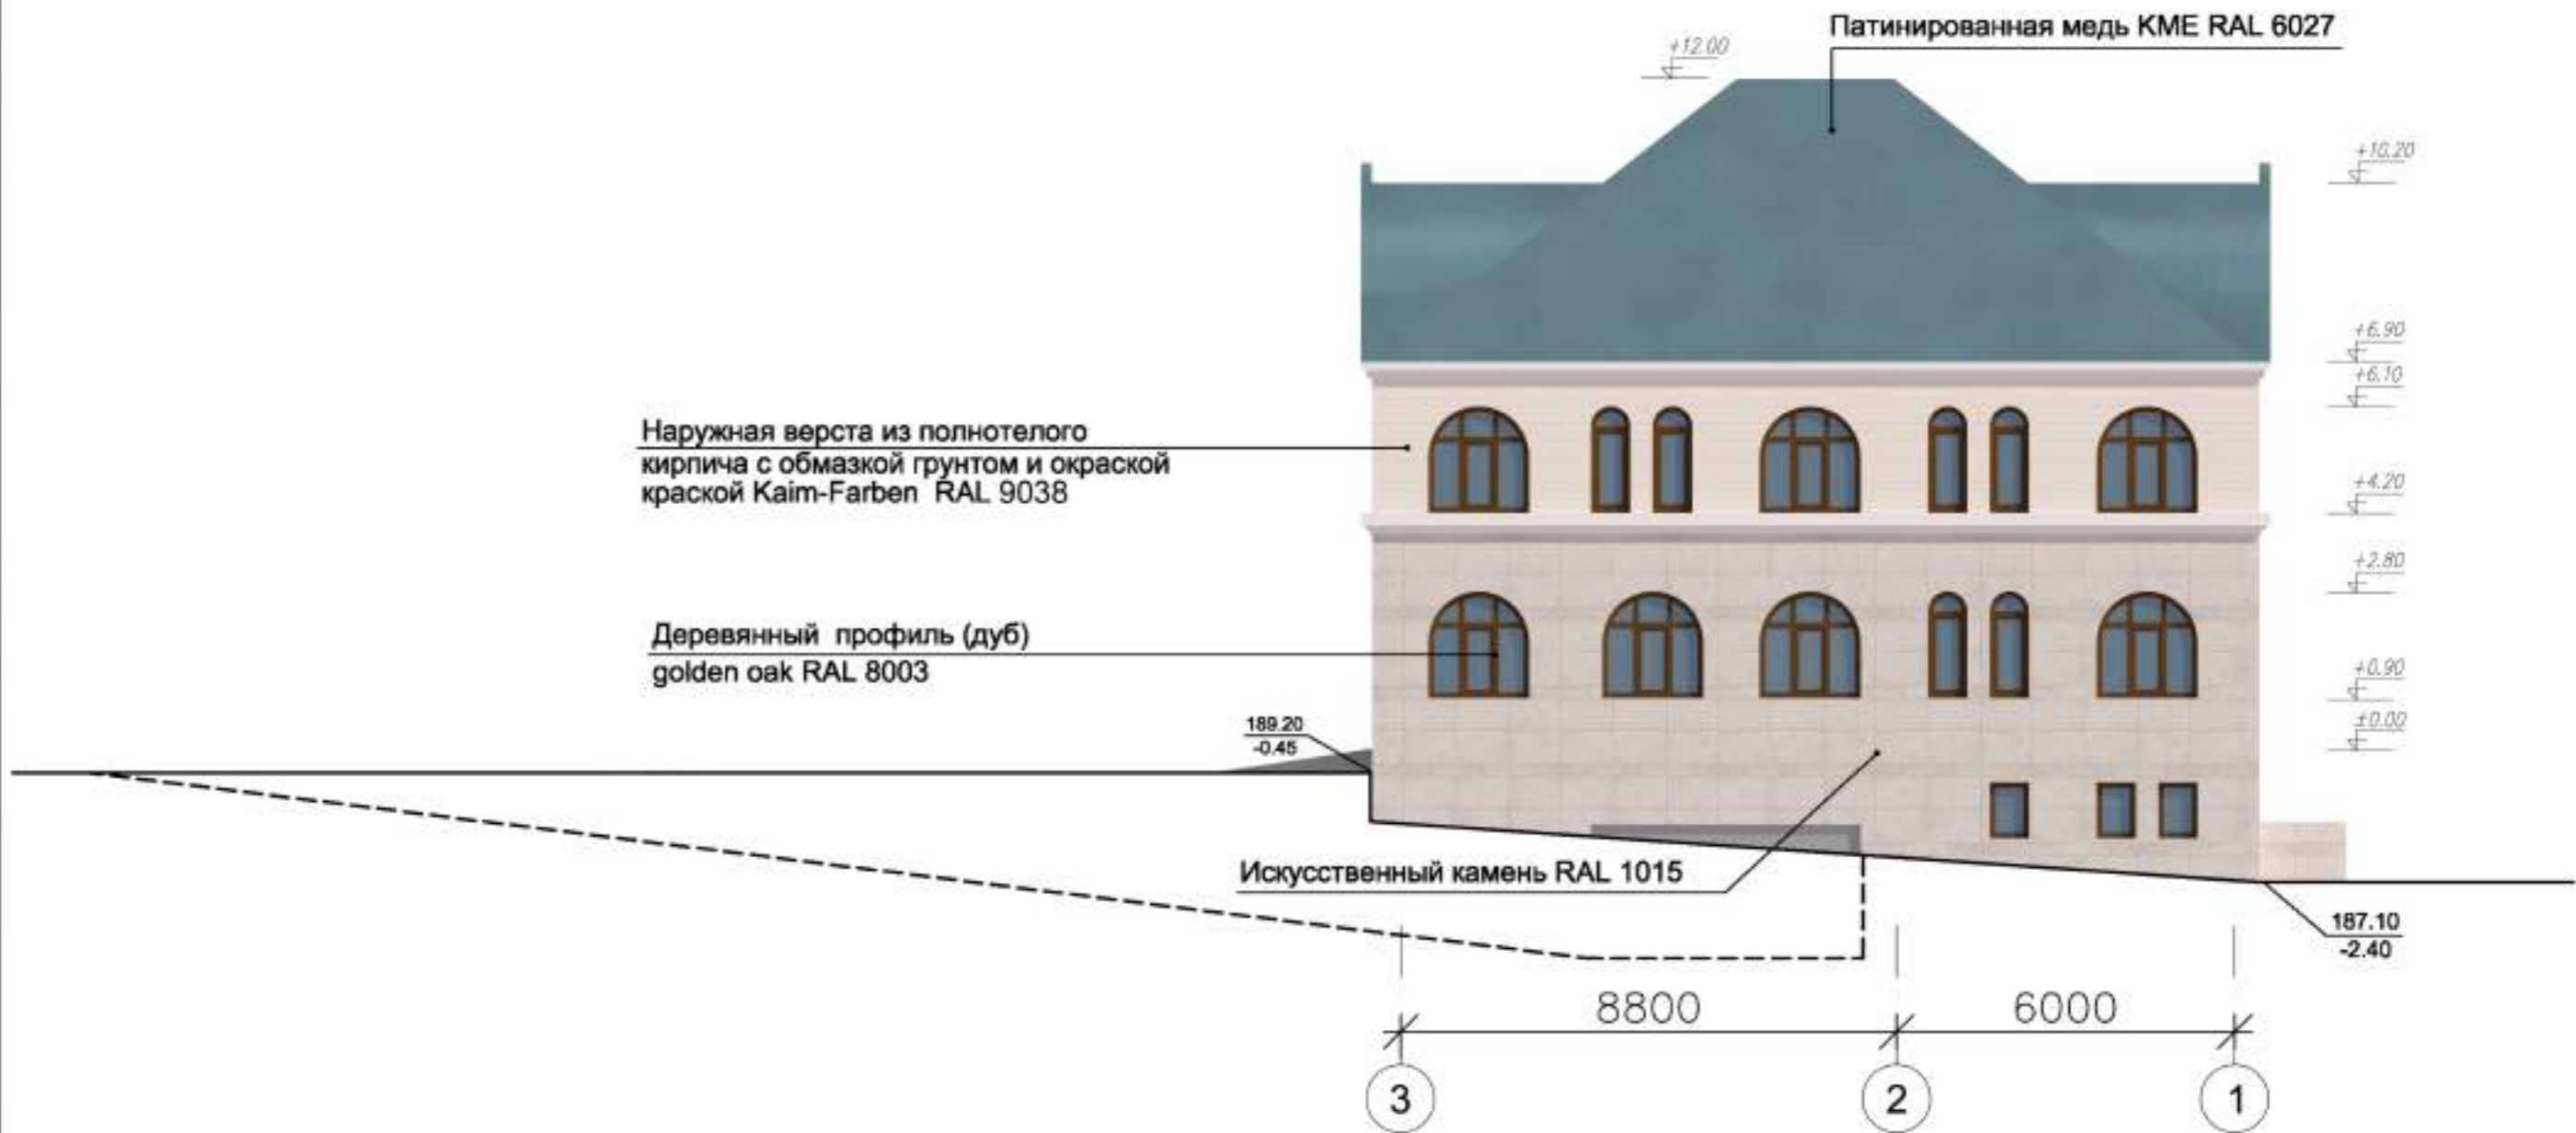 Патинированная медь KME RAL 6027
+12.00
+10.20
+6.90
+6.10
Наружная верста из полнотелого
кирпича с обмазкой грунтом и окраской
краской Kaim-Farben RAL 9038
+4.20
+2.80
Деревянный профиль (дуб)
golden oak RAL 8003
+0.90
±0.00
189.20
-0.45
Искусственный камень RAL 1015
187.10
-2.40
8800
6000
3
2
1